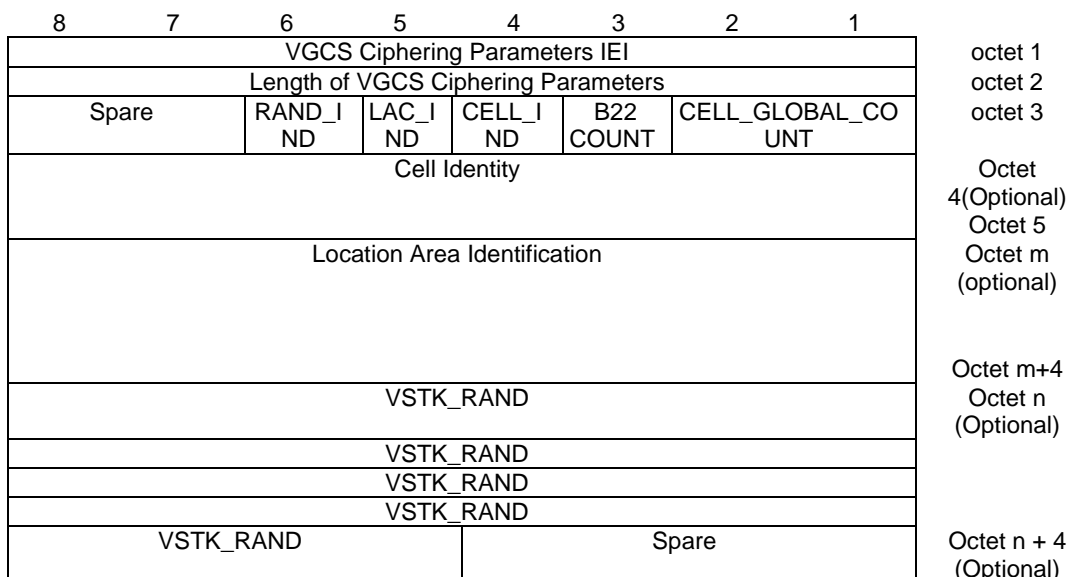 8 7 6 5 4 3 2 1
VGCS Ciphering Parameters IEI octet 1
Length of VGCS Ciphering Parameters octet 2
Spare RAND_I LAC_I CELL_I B22 CELL_GLOBAL_CO octet 3
ND ND ND COUNT UNT
Cell Identity Octet
4(Optional)
Octet 5
Location Area Identification Octet m
(optional)
Octet m+4
VSTK_RAND Octet n
(Optional)
VSTK_RAND
VSTK_RAND
VSTK_RAND
VSTK_RAND Spare Octet n + 4
(Optional)